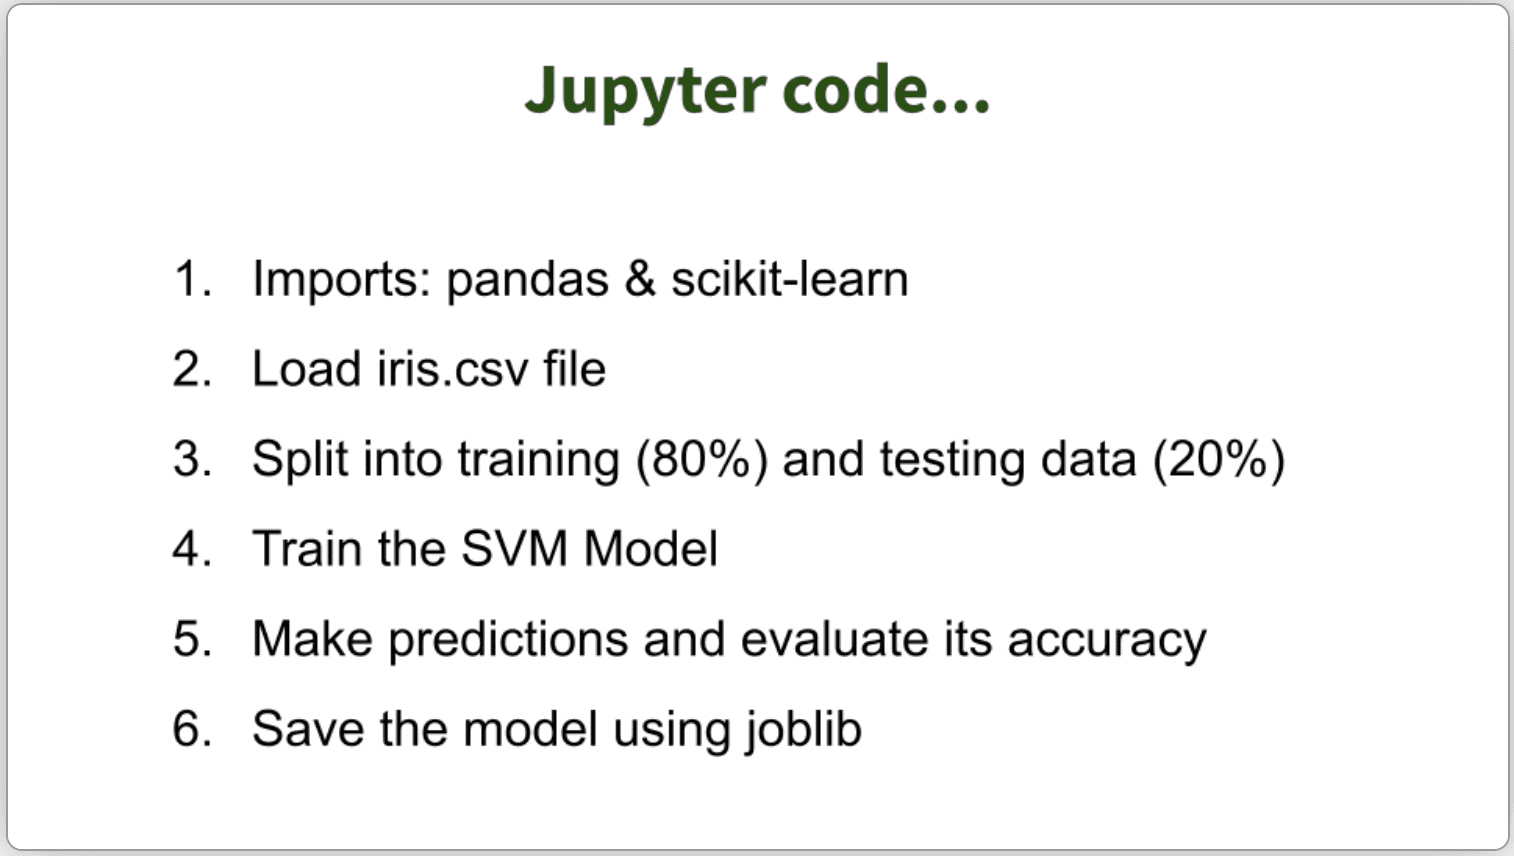 Jupyter code...
1. Imports: pandas & scikit-learn
2. Load iris.csv file
3. Split into training (80%) and testing data (20%)
4. Train the SVM Model
5. Make predictions and evaluate its accuracy
6. Save the model using joblib